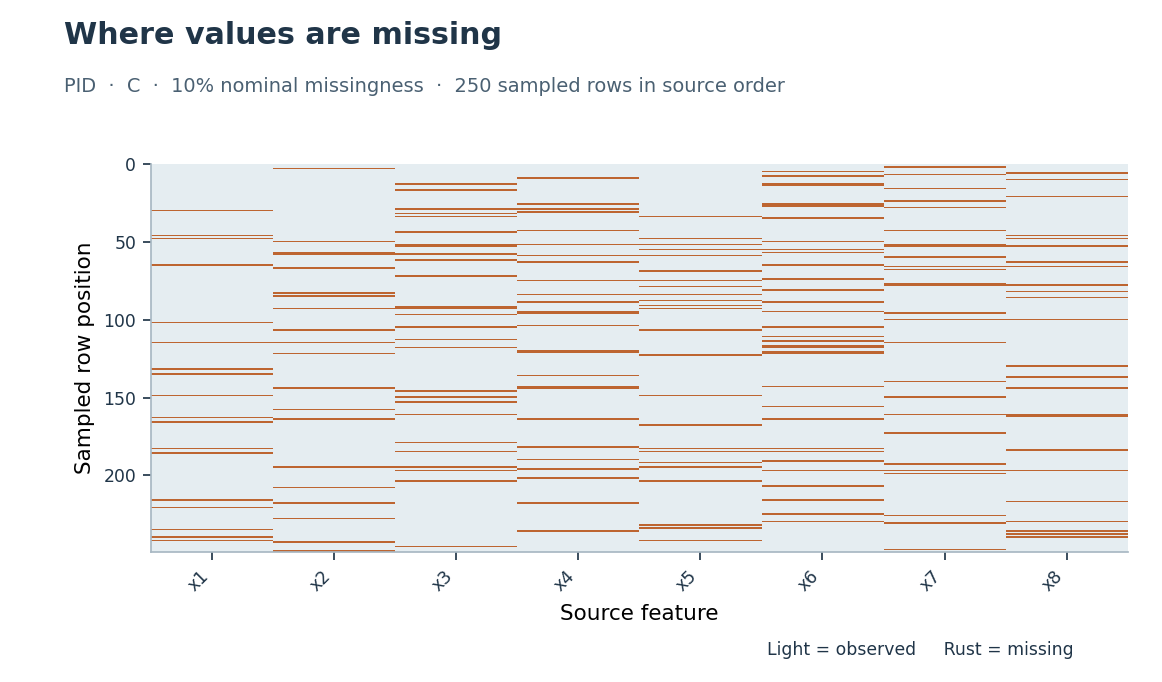 Where values are missing
PID · C · 10% nominal missingness · 250 sampled rows in source order
0
50
100
150
200
Sampled row position
x1 x2 x3 x4 x5 x6 x7 x8
Source feature
Light = observed Rust = missing